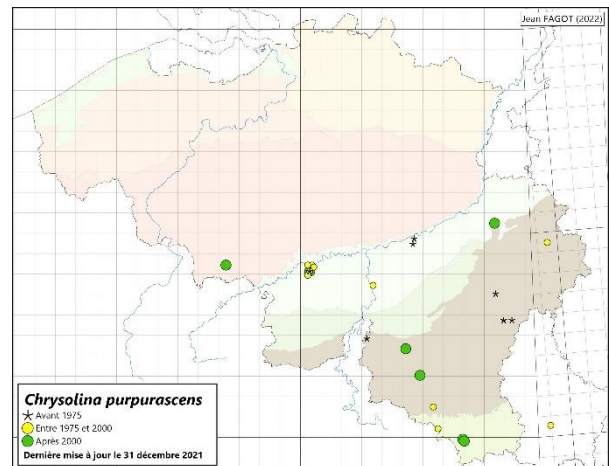 Jean FAGOT (2022)
Chrysolina purpurascens
Avant 1975
Entre 1975 et 2000
Après 2000
Dernière mise à jour le 31 décembre 2021